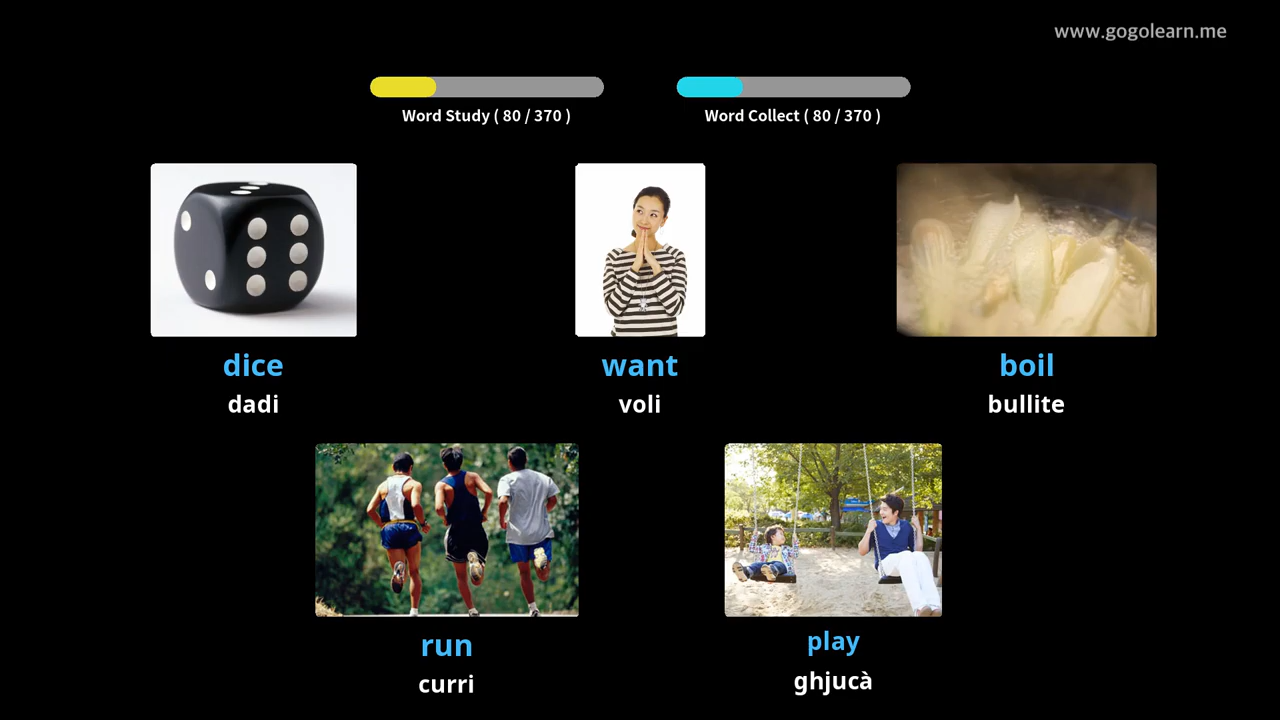 www.gogolearn.me
Word Study ( 80 / 370 )
Word Collect ( 80 / 370 )
dice
dadi
want
voli
boil
bullite
run
curri
play
ghjucà